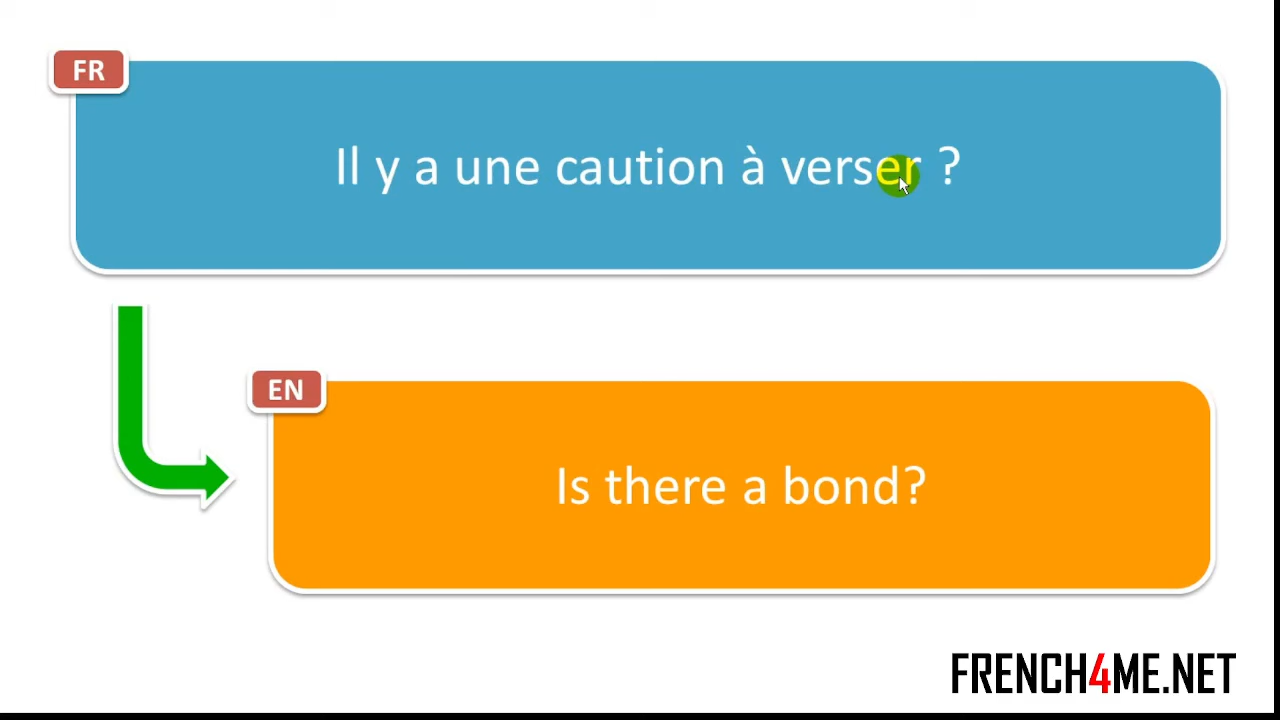 FR
Il y a une caution à verser ?
EN
Is there a bond?
FRENCH4ME.NET